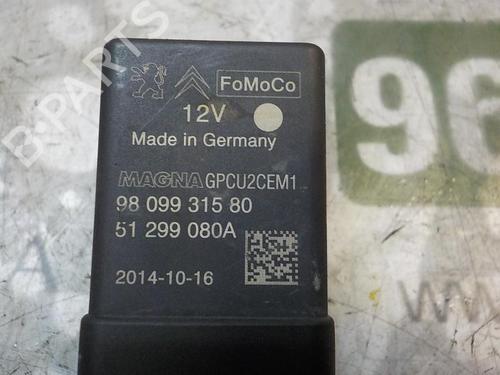 FoMoCo
12V
Made in Germany
MAGNA GPCU2CEM1
98 099 315 80
51 299 080A
2014-10-16
B-PARTS
96